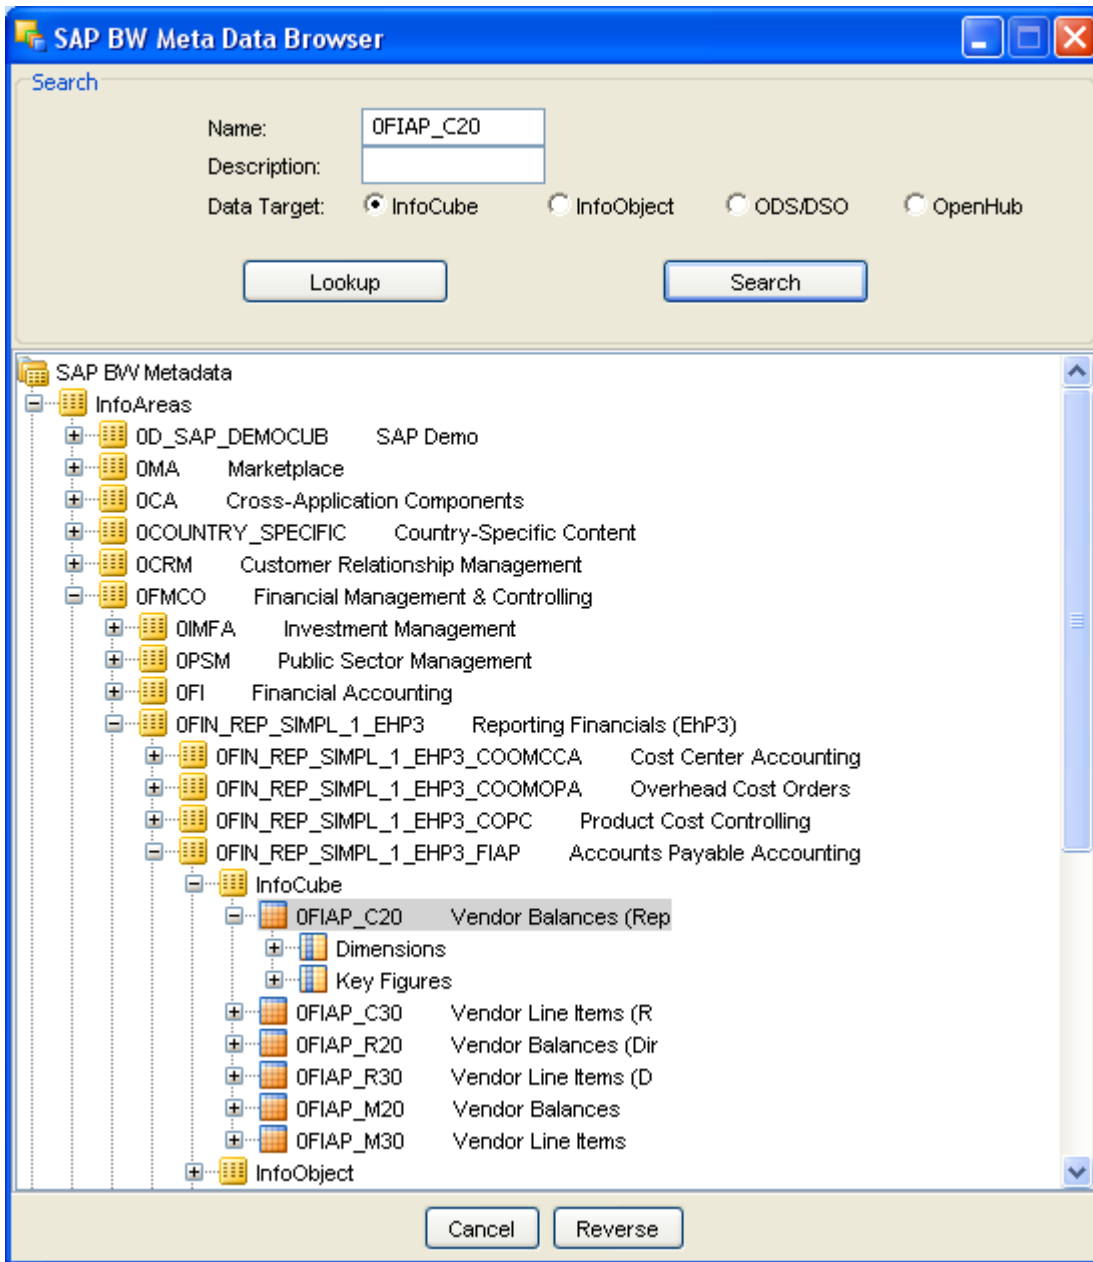 SAP BW Meta Data Browser
Search
Name: 0FIAP_C20
Description:
Data Target: InfoCube InfoObject ODS/DSO OpenHub
Lookup Search
SAP BW Metadata
InfoAreas
0D_SAP_DEMOCUB SAP Demo
0MA Marketplace
0CA Cross-Application Components
0COUNTRY_SPECIFIC Country-Specific Content
0CRM Customer Relationship Management
0FMCO Financial Management & Controlling
0IMFA Investment Management
0PSM Public Sector Management
0FI Financial Accounting
0FIN_REP_SIMPL_1_EHP3 Reporting Financials (EhP3)
0FIN_REP_SIMPL_1_EHP3_COOMCCA Cost Center Accounting
0FIN_REP_SIMPL_1_EHP3_COOMOPA Overhead Cost Orders
0FIN_REP_SIMPL_1_EHP3_COPC Product Cost Controlling
0FIN_REP_SIMPL_1_EHP3_FIAP Accounts Payable Accounting
InfoCube
0FIAP_C20 Vendor Balances (Rep
Dimensions
Key Figures
0FIAP_C30 Vendor Line Items (R
0FIAP_R20 Vendor Balances (Dir
0FIAP_R30 Vendor Line Items (D
0FIAP_M20 Vendor Balances
0FIAP_M30 Vendor Line Items
InfoObject
Cancel Reverse